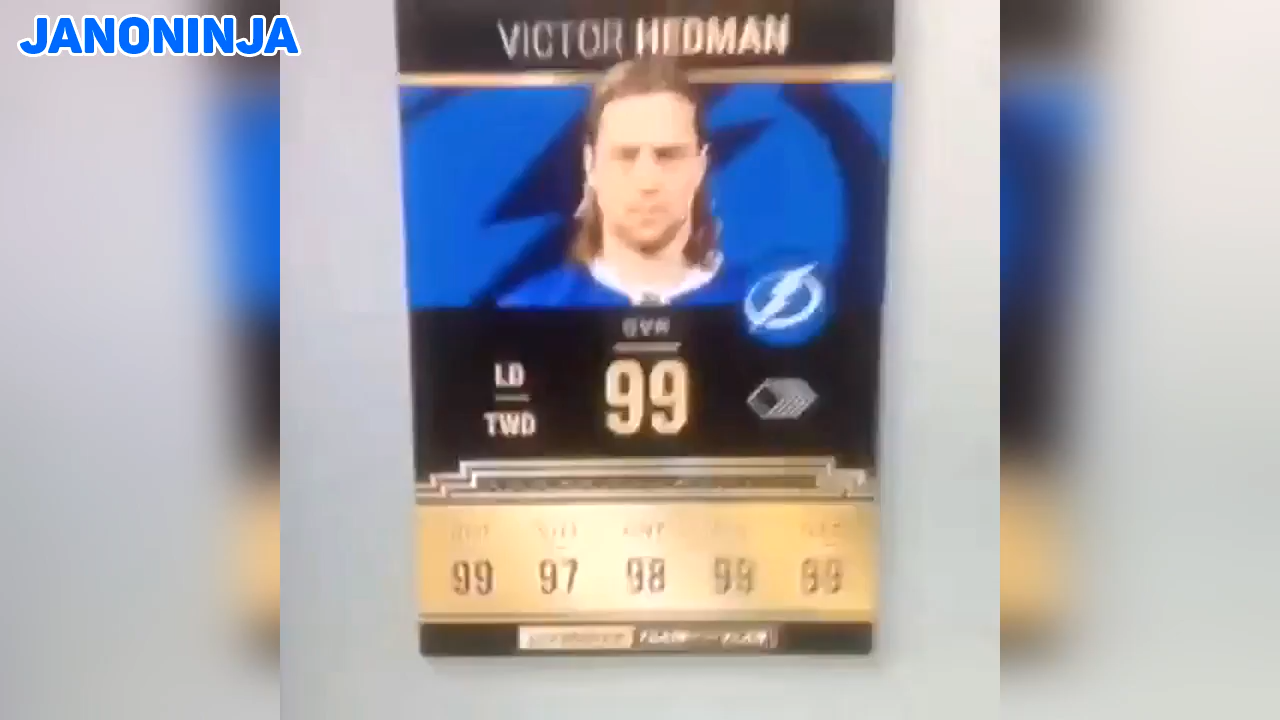 JANONINJA
VICTOR HEDMAN
OVR
LD
99
TWD
99 97 98 99 99